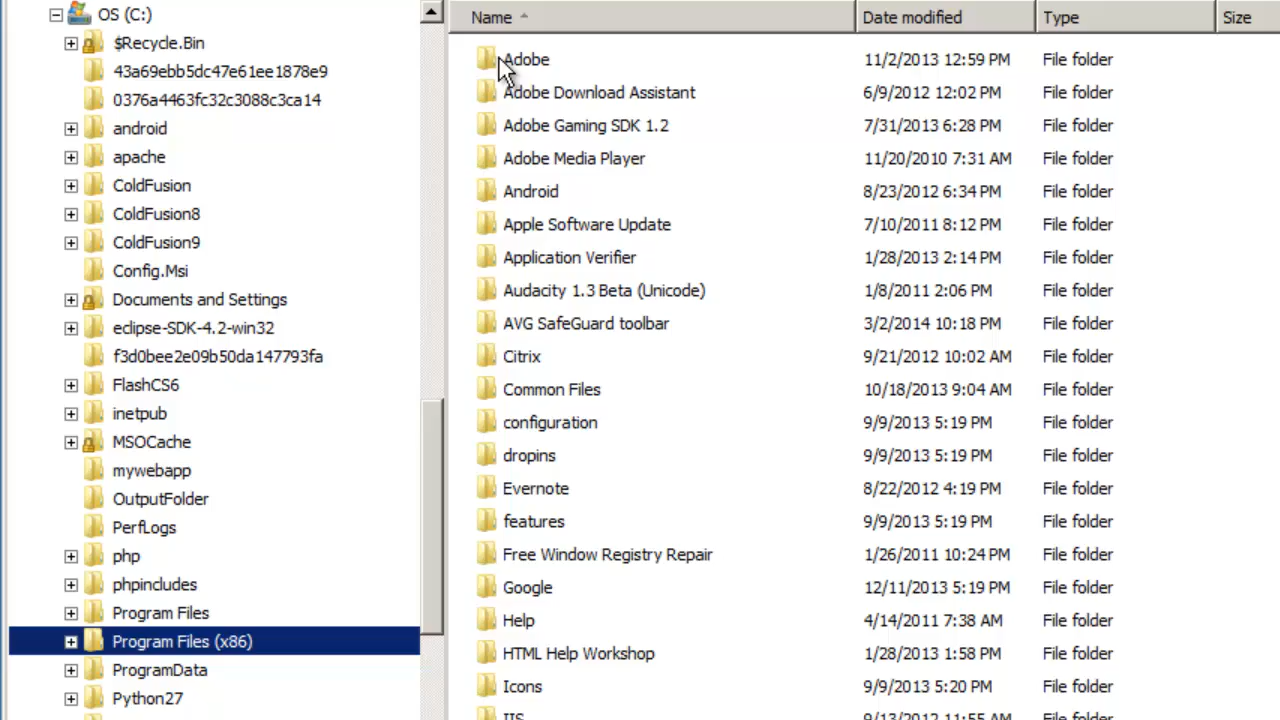 OS (C:)
$Recycle.Bin
43a69ebb5dc47e61ee1878e9
0376a4463fc32c3088c3ca14
android
apache
ColdFusion
ColdFusion8
ColdFusion9
Config.Msi
Documents and Settings
eclipse-SDK-4.2-win32
f3d0bee2e09b50da147793fa
FlashCS6
inetpub
MSOCache
mywebapp
OutputFolder
PerfLogs
php
phpincludes
Program Files
Program Files (x86)
ProgramData
Python27
Name Date modified Type Size
Adobe 11/2/2013 12:59 PM File folder
Adobe Download Assistant 6/9/2012 12:02 PM File folder
Adobe Gaming SDK 1.2 7/31/2013 6:28 PM File folder
Adobe Media Player 11/20/2010 7:31 AM File folder
Android 8/23/2012 6:34 PM File folder
Apple Software Update 7/10/2011 8:12 PM File folder
Application Verifier 1/28/2013 2:14 PM File folder
Audacity 1.3 Beta (Unicode) 1/8/2011 2:06 PM File folder
AVG SafeGuard toolbar 3/2/2014 10:18 PM File folder
Citrix 9/21/2012 10:02 AM File folder
Common Files 10/18/2013 9:04 AM File folder
configuration 9/9/2013 5:19 PM File folder
dropins 9/9/2013 5:19 PM File folder
Evernote 8/22/2012 4:19 PM File folder
features 9/9/2013 5:19 PM File folder
Free Window Registry Repair 1/26/2011 10:24 PM File folder
Google 12/11/2013 5:19 PM File folder
Help 4/14/2011 7:38 AM File folder
HTML Help Workshop 1/28/2013 1:58 PM File folder
Icons 9/9/2013 5:20 PM File folder
IIS 9/13/2012 11:55 AM File folder